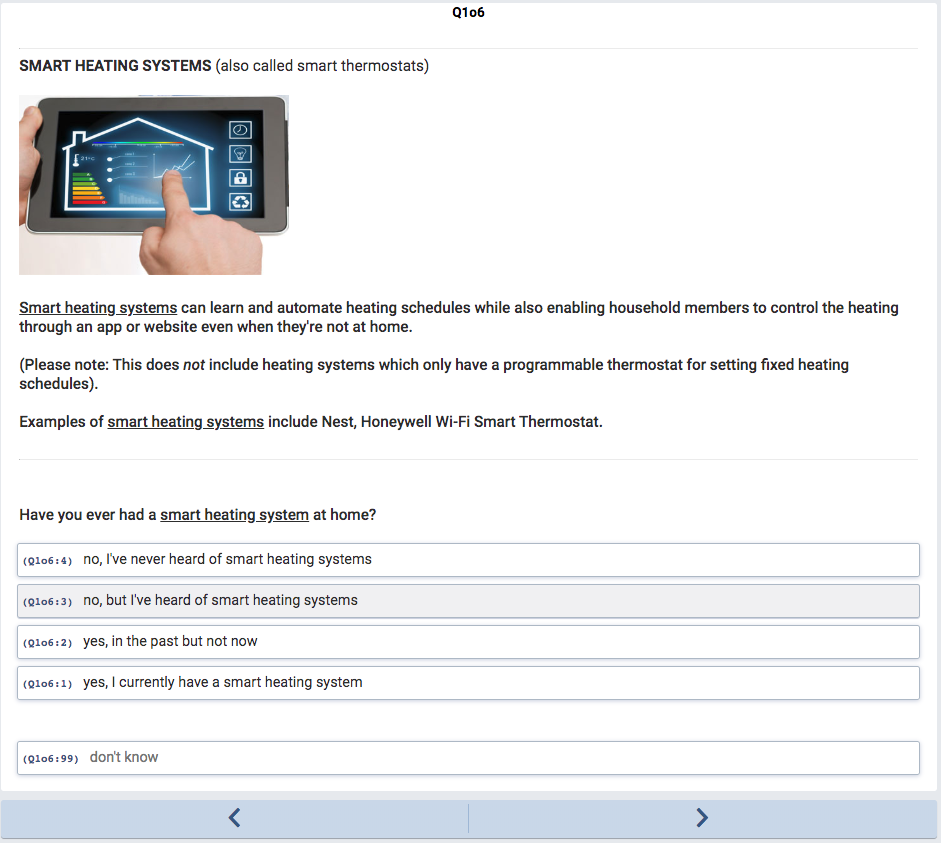 Q1o6
SMART HEATING SYSTEMS (also called smart thermostats)
21°C
Smart heating systems can learn and automate heating schedules while also enabling household members to control the heating
through an app or website even when they're not at home.
(Please note: This does not include heating systems which only have a programmable thermostat for setting fixed heating
schedules).
Examples of smart heating systems include Nest, Honeywell Wi-Fi Smart Thermostat.
Have you ever had a smart heating system at home?
(Q1o6:4) no, I've never heard of smart heating systems
(Q1o6:3) no, but I've heard of smart heating systems
(Q1o6:2) yes, in the past but not now
(Q1o6:1) yes, I currently have a smart heating system
(Q1o6:99) don't know